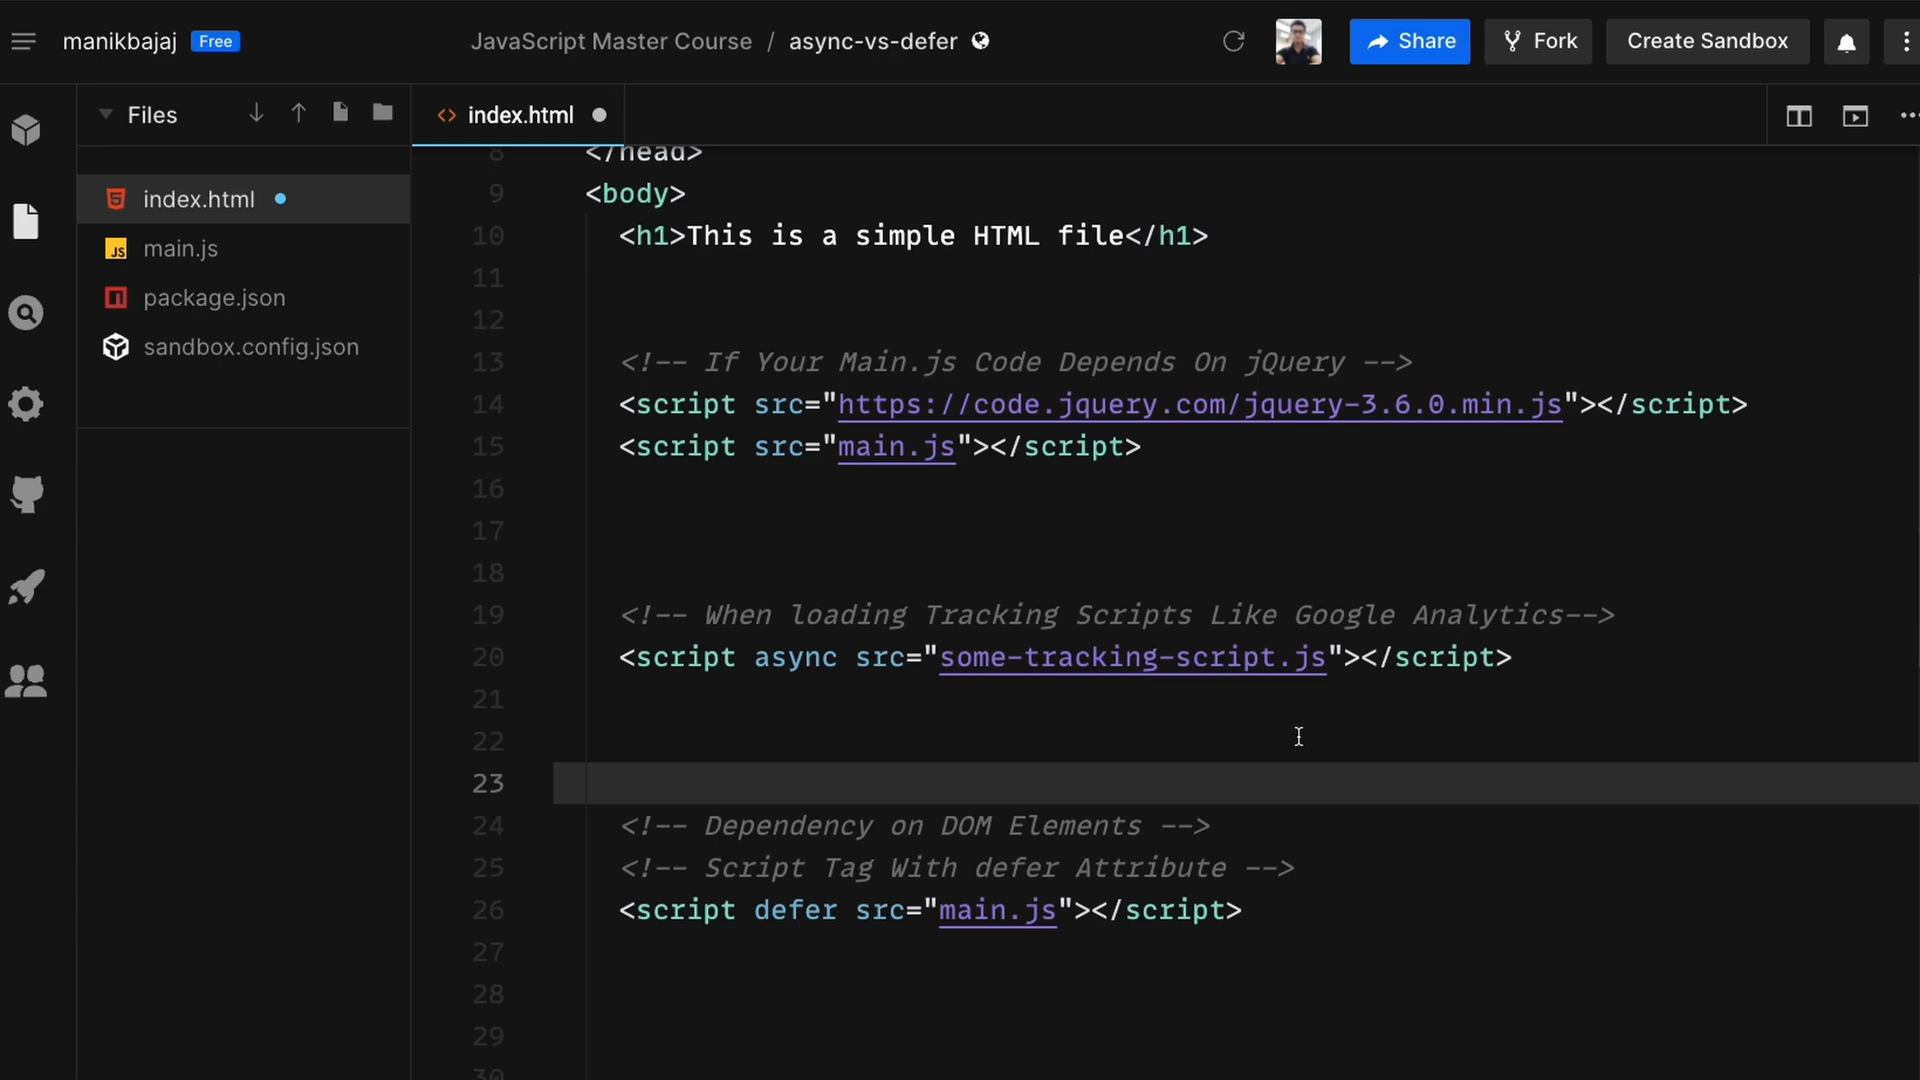 manikbajaj Free
JavaScript Master Course / async-vs-defer
Share
Fork
Create Sandbox
Files
index.html
index.html
main.js
package.json
sandbox.config.json
8 </head>
9 <body>
10 <h1>This is a simple HTML file</h1>
11
12
13 <!-- If Your Main.js Code Depends On jQuery -->
14 <script src="https://code.jquery.com/jquery-3.6.0.min.js"></script>
15 <script src="main.js"></script>
16
17
18
19 <!-- When loading Tracking Scripts Like Google Analytics-->
20 <script async src="some-tracking-script.js"></script>
21
22
23
24 <!-- Dependency on DOM Elements -->
25 <!-- Script Tag With defer Attribute -->
26 <script defer src="main.js"></script>
27
28
29
30